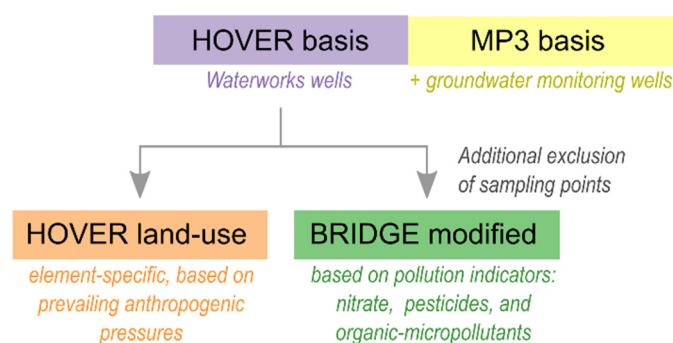 HOVER basis MP3 basis
Waterworks wells + groundwater monitoring wells
Additional exclusion
of sampling points
HOVER land-use BRIDGE modified
element-specific, based on
prevailing anthropogenic
pressures
based on pollution indicators:
nitrate, pesticides, and
organic-micropollutants